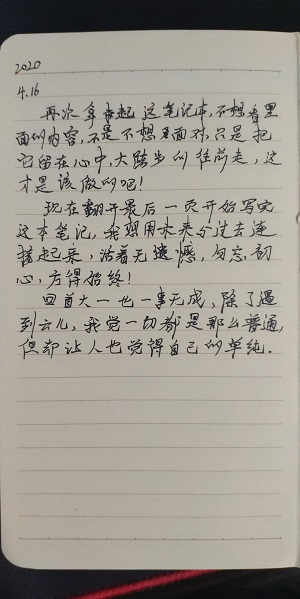 2020
4.16
再次拿起这笔记本,不想看里
面的内容,不是不想面对,只是把
它留在心中大踏步的往前走,这
才是该做的吧!
现在翻开最后一页开始写完
这本笔记,我想用未来与过去连
接起来,活着无遗憾,勿忘初
心,方得始终!
回首大一也一事无成,除了遇
到云儿,我觉一切都是那么普通,
但却让人也觉得自己的单纯.